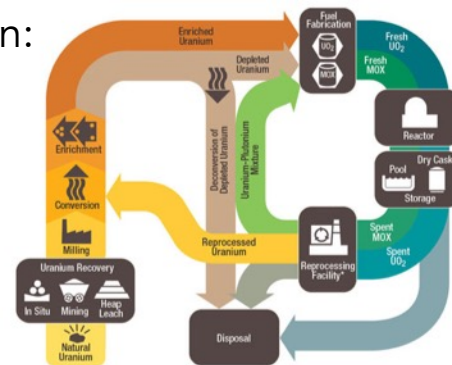 n:
Enriched
Uranium
Depleted
Uranium
Fuel
Fabrication
UO₂
MOX
Fresh
UO₂
Fresh
MOX
Reactor
Pool
Dry Cask
Storage
Spent
MOX
Spent
UO₂
Reprocessing
Facility*
Uranium-Plutonium
Mixture
Deconversion of
Depleted Uranium
Reprocessed
Uranium
Enrichment
Conversion
Milling
Uranium Recovery
In Situ
Mining
Heap
Leach
Natural
Uranium
Disposal